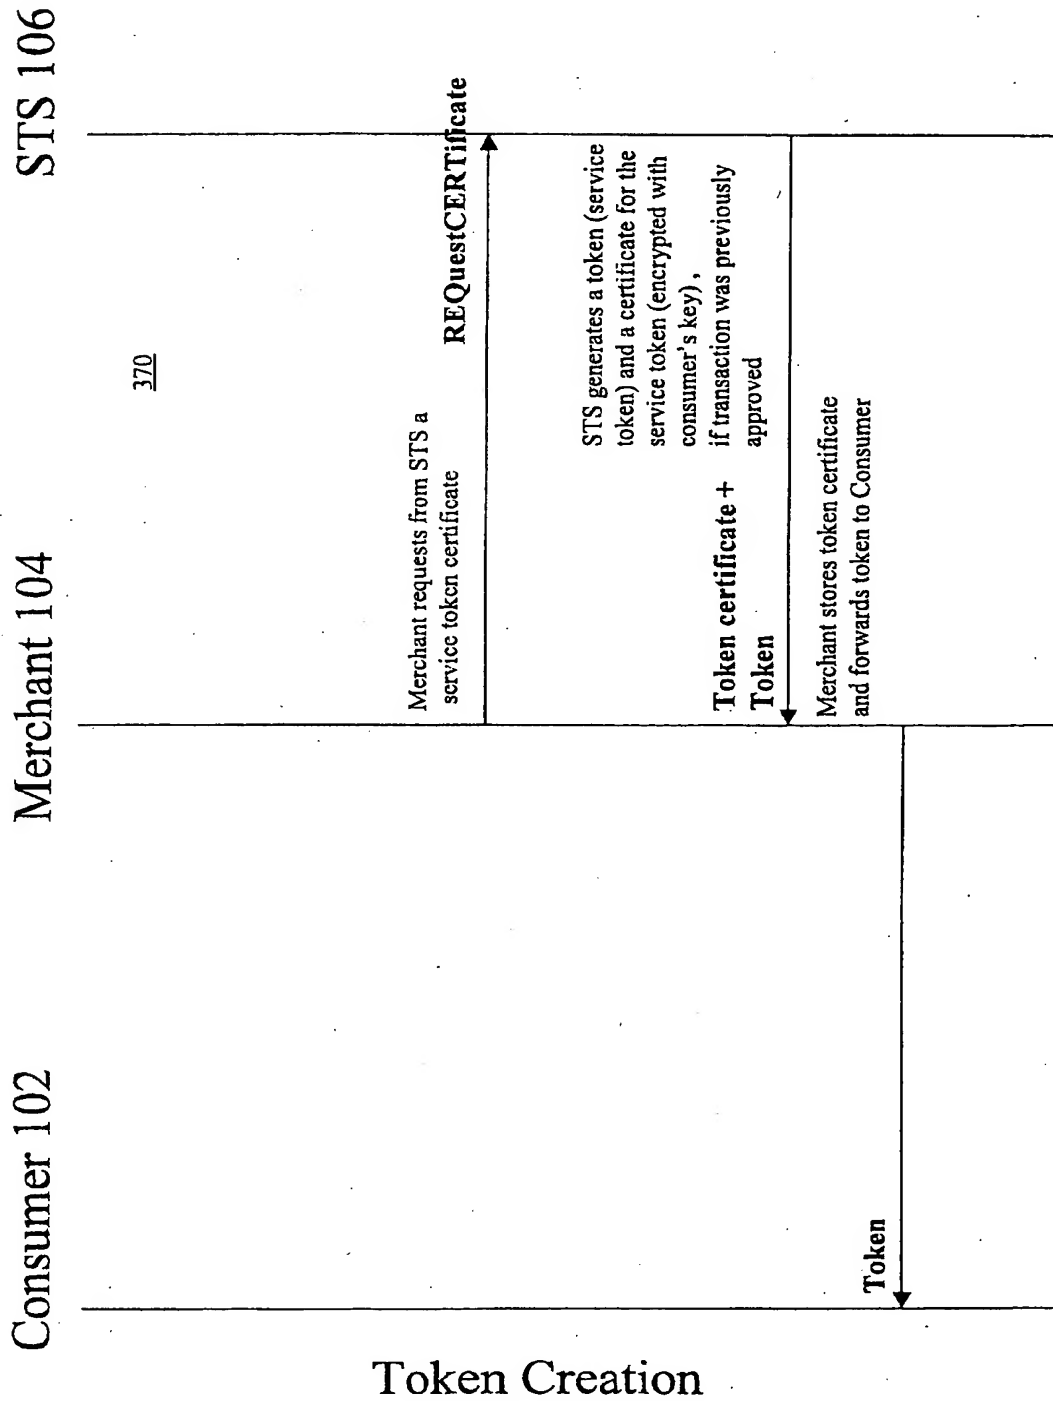 Consumer 102
Merchant 104
STS 106
370
Merchant requests from STS a
service token certificate
REQuestCERTificate
STS generates a token (service
token) and a certificate for the
service token (encrypted with
consumer's key) ,
if transaction was previously
approved
Token certificate +
Token
Merchant stores token certificate
and forwards token to Consumer
Token
Token Creation